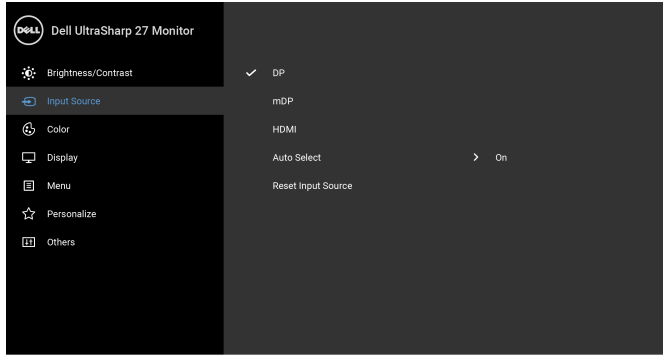 DELL Dell UltraSharp 27 Monitor
Brightness/Contrast
Input Source
Color
Display
Menu
Personalize
Others
DP
mDP
HDMI
Auto Select > On
Reset Input Source